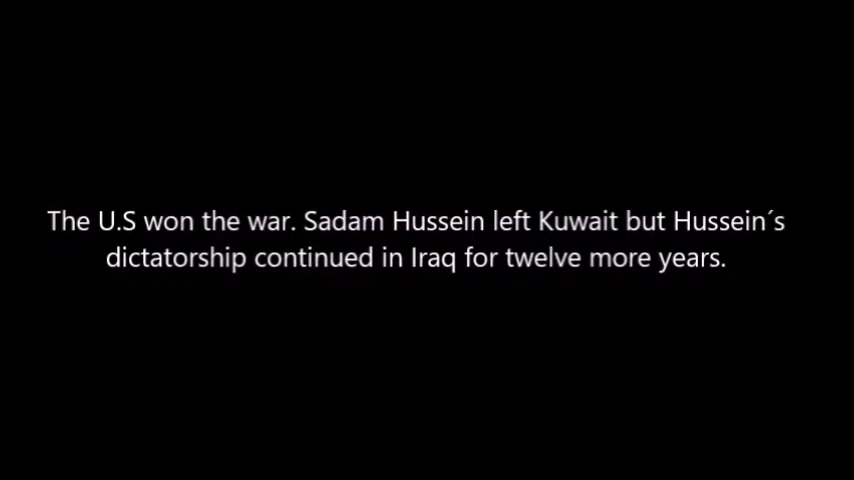 The U.S won the war. Sadam Hussein left Kuwait but Hussein´s
dictatorship continued in Iraq for twelve more years.